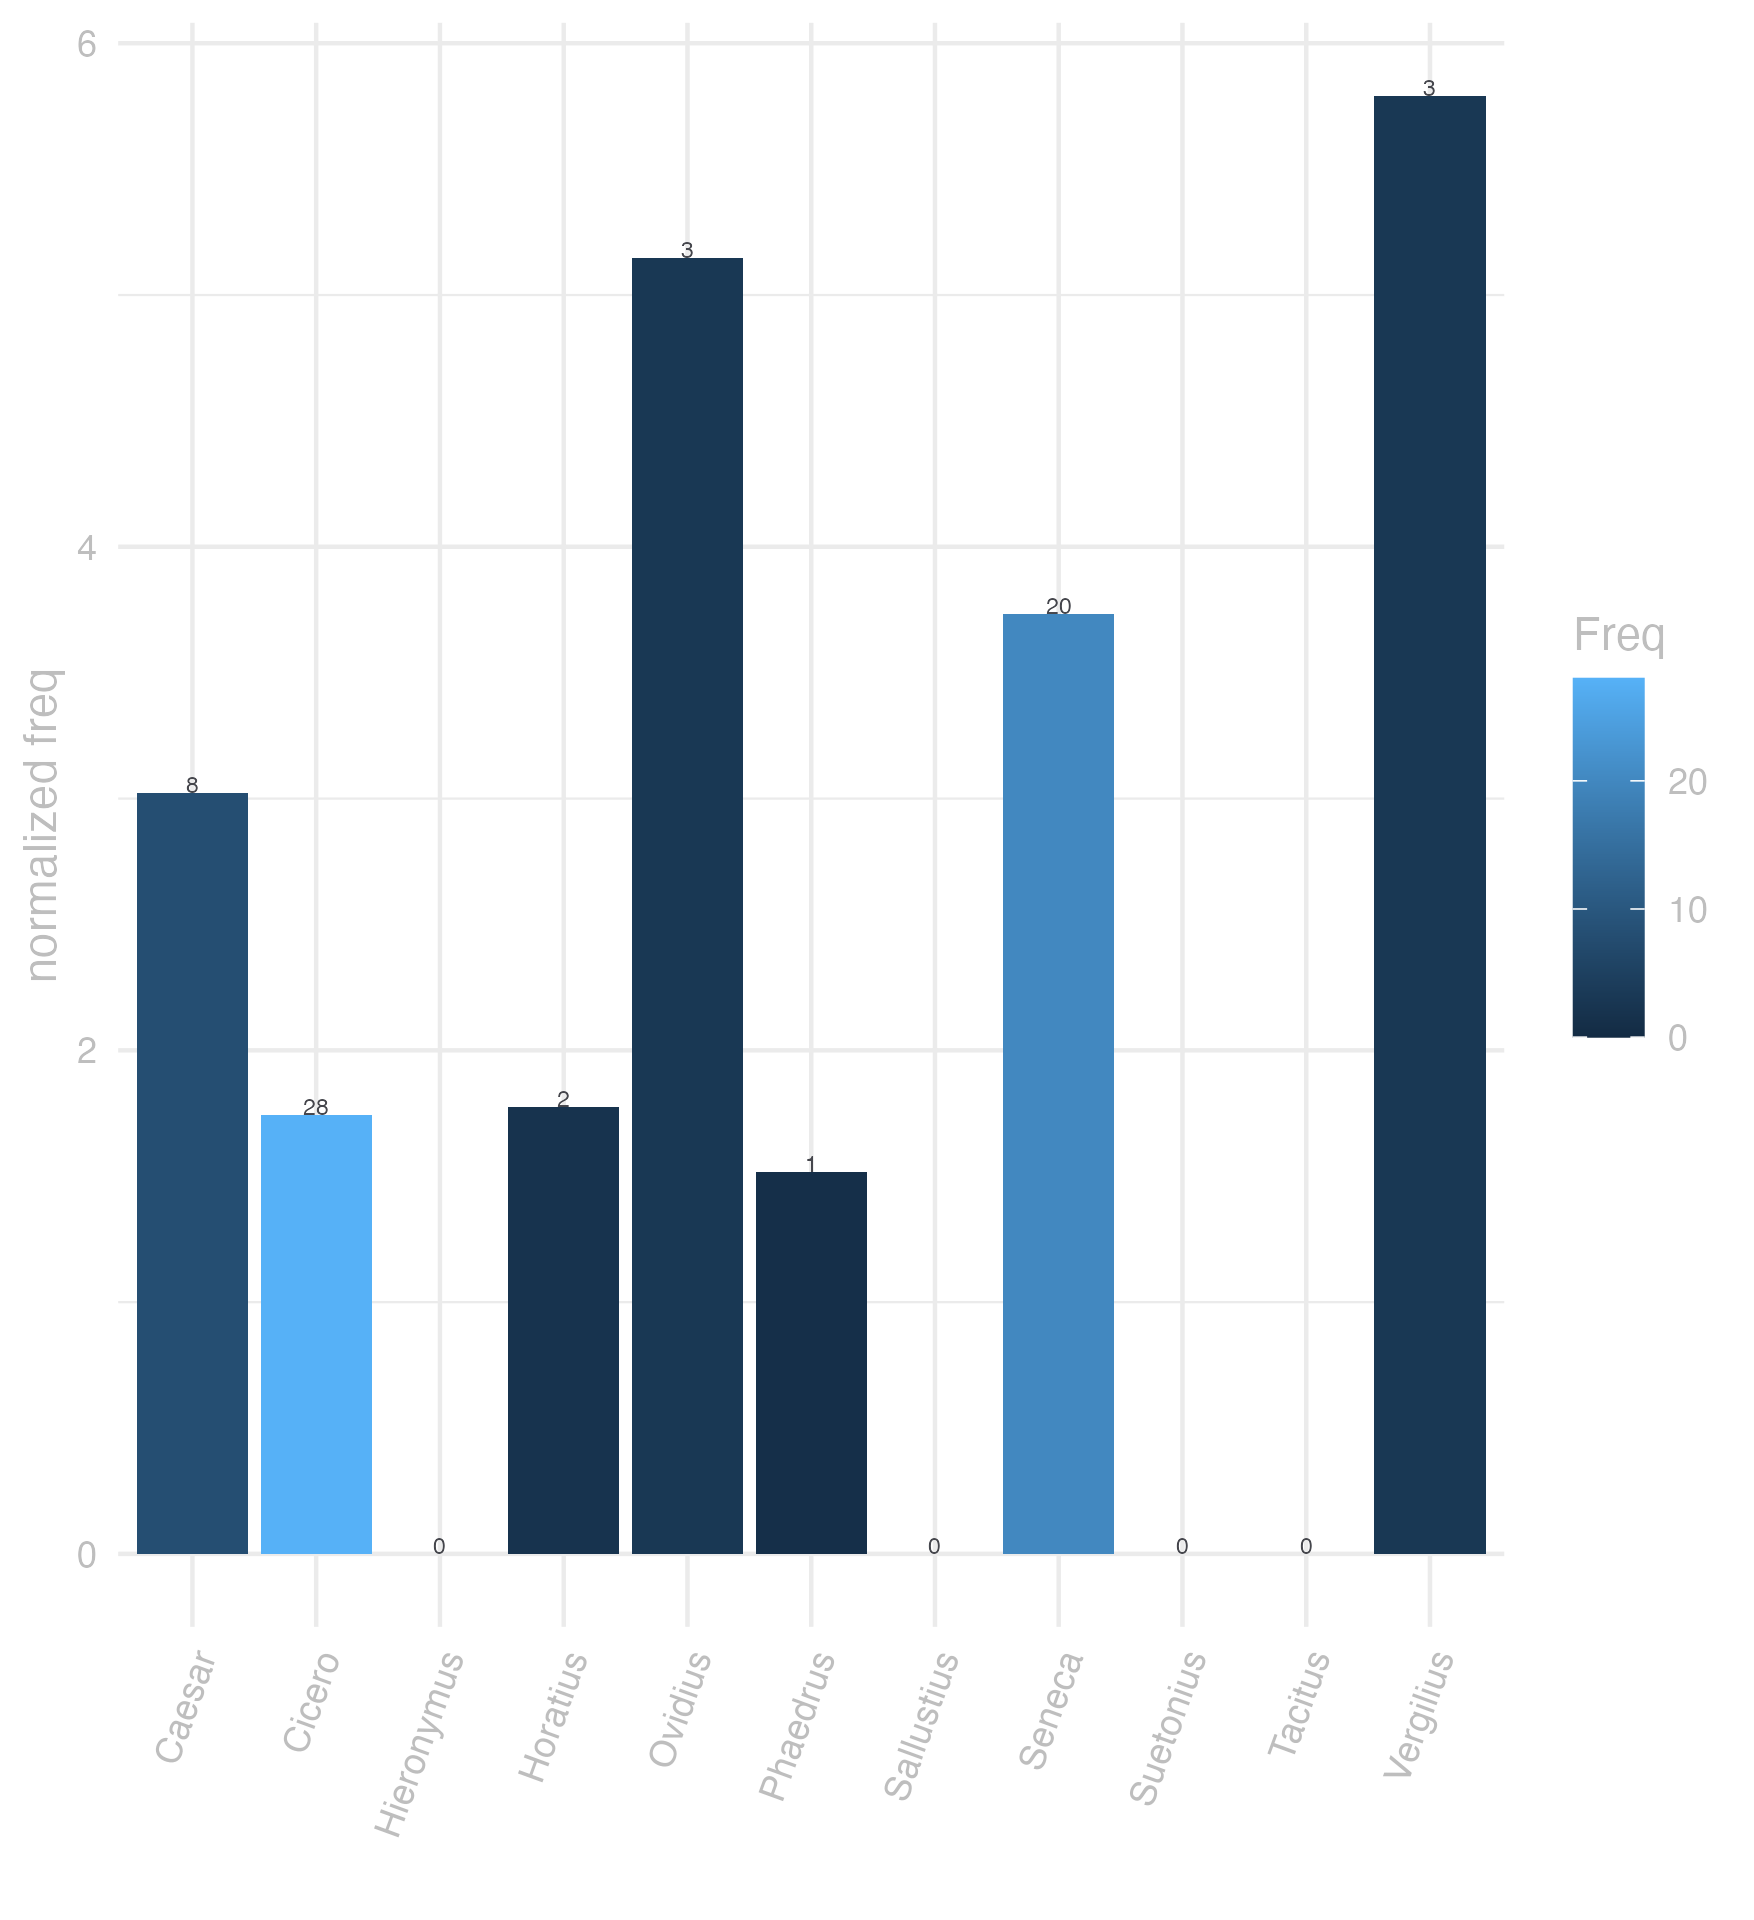 6
4
2
0
normalized freq
3
3
20
8
28
2
1
0
0
0
0
Caesar
Cicero
Hieronymus
Horatius
Ovidius
Phaedrus
Sallustius
Seneca
Suetonius
Tacitus
Vergilius
Freq
20
10
0